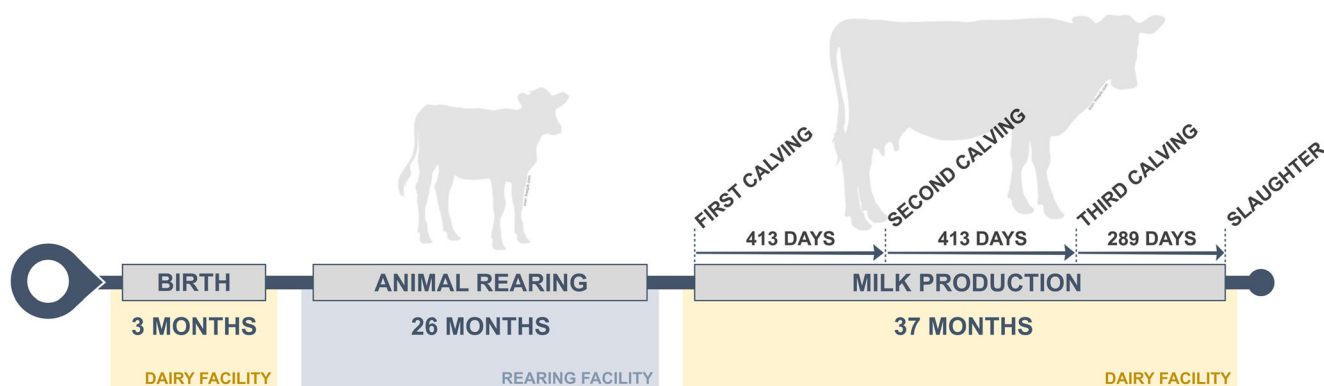 FIRST CALVING
SECOND CALVING
THIRD CALVING
SLAUGHTER
413 DAYS
413 DAYS
289 DAYS
BIRTH
ANIMAL REARING
MILK PRODUCTION
3 MONTHS
26 MONTHS
37 MONTHS
DAIRY FACILITY
REARING FACILITY
DAIRY FACILITY